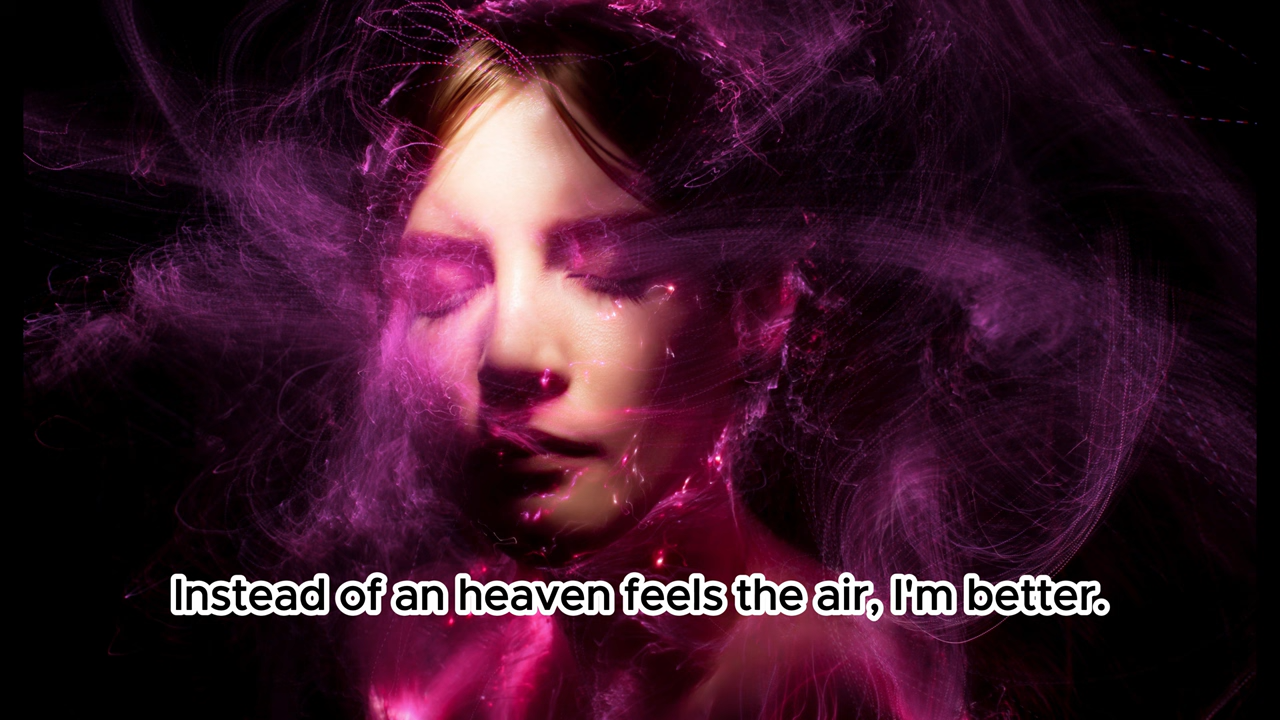 Instead of an heaven feels the air, I'm better.